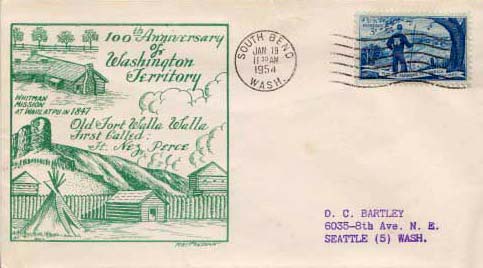 100th Anniversary
of
Washington
Territory
WHITMAN
MISSION
AT WAIILATPU IN 1847
Old Fort Walla Walla
First Called:
Ft. Nez Perce
SOUTH BEND
JAN 19
11 30 AM
1954
WASH.
D. C. BARTLEY
6035-8th Ave. N. E.
SEATTLE (5) WASH.